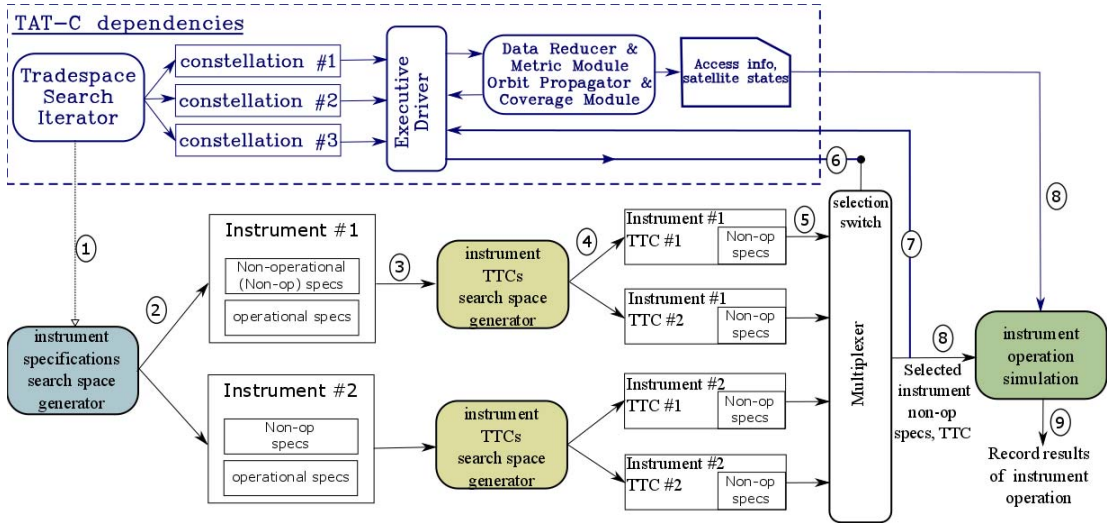 TAT-C dependencies
Tradespace
Search
Iterator
constellation #1
constellation #2
constellation #3
Executive
Driver
Data Reducer &
Metric Module
Orbit Propagator &
Coverage Module
Access info,
satellite states
6
8
1
selection
switch
7
Instrument #1
Non-operational
(Non-op) specs
operational specs
2
3
instrument
TTCs
search space
generator
4
Instrument #1
TTC #1
Non-op
specs
5
Instrument #1
TTC #2
Non-op
specs
instrument
specifications
search space
generator
Instrument #2
Non-op
specs
operational specs
instrument
TTCs
search space
generator
Instrument #2
TTC #1
Non-op
specs
Instrument #2
TTC #2
Non-op
specs
Multiplexer
8
Selected
instrument
non-op
specs, TTC
instrument
operation
simulation
9
Record results
of instrument
operation